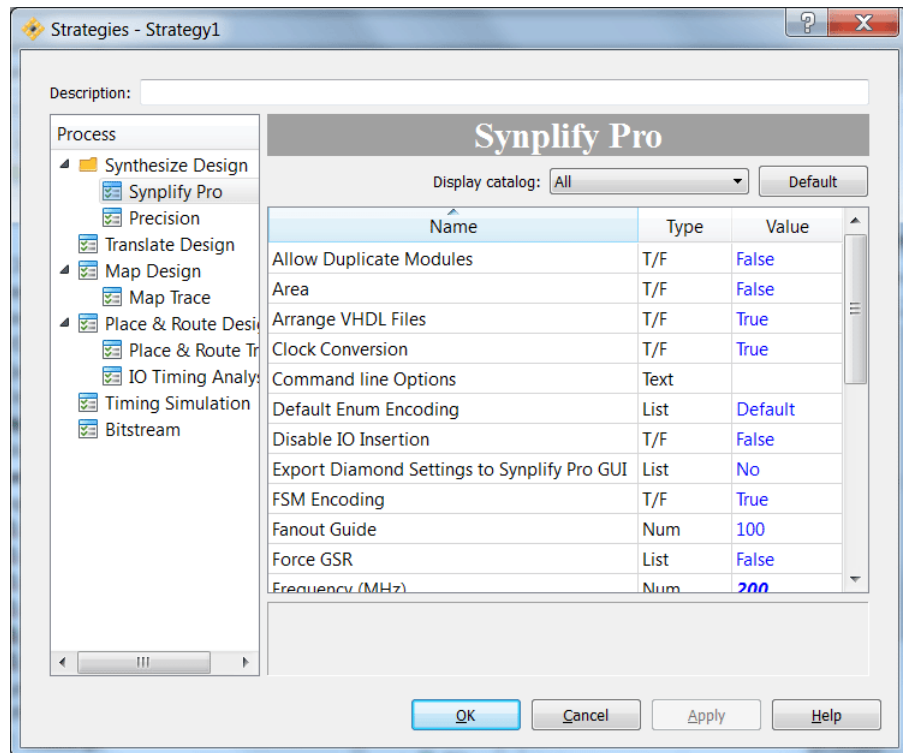 Strategies - Strategy1
Description:
Process
Synthesize Design
Synplify Pro
Precision
Translate Design
Map Design
Map Trace
Place & Route Desi
Place & Route Tr
IO Timing Analy
Timing Simulation
Bitstream
Synplify Pro
Display catalog: All Default
Name Type Value
Allow Duplicate Modules T/F False
Area T/F False
Arrange VHDL Files T/F True
Clock Conversion T/F True
Command line Options Text
Default Enum Encoding List Default
Disable IO Insertion T/F False
Export Diamond Settings to Synplify Pro GUI List No
FSM Encoding T/F True
Fanout Guide Num 100
Force GSR List False
Frequency (MHz) Num 200
OK Cancel Apply Help